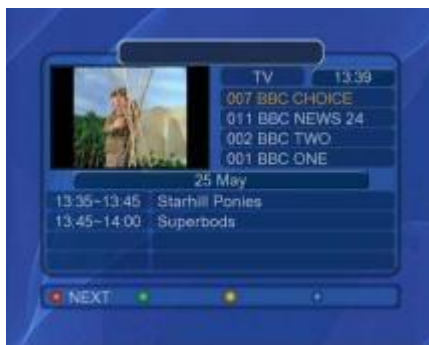 TV 13:39
007 BBC CHOICE
011 BBC NEWS 24
002 BBC TWO
001 BBC ONE
25 May
13:35~13:45 Starhill Ponies
13:45~14:00 Superbods
NEXT